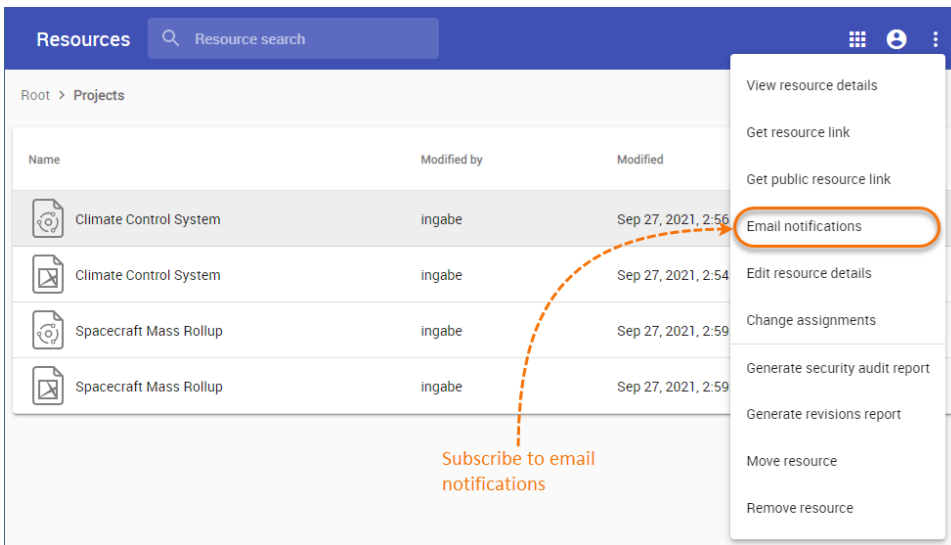 Resources
Resource search
Root > Projects
Name Modified by Modified
Climate Control System ingabe Sep 27, 2021, 2:56
Climate Control System ingabe Sep 27, 2021, 2:54
Spacecraft Mass Rollup ingabe Sep 27, 2021, 2:59
Spacecraft Mass Rollup ingabe Sep 27, 2021, 2:59
View resource details
Get resource link
Get public resource link
Email notifications
Edit resource details
Change assignments
Generate security audit report
Generate revisions report
Move resource
Remove resource
Subscribe to email
notifications